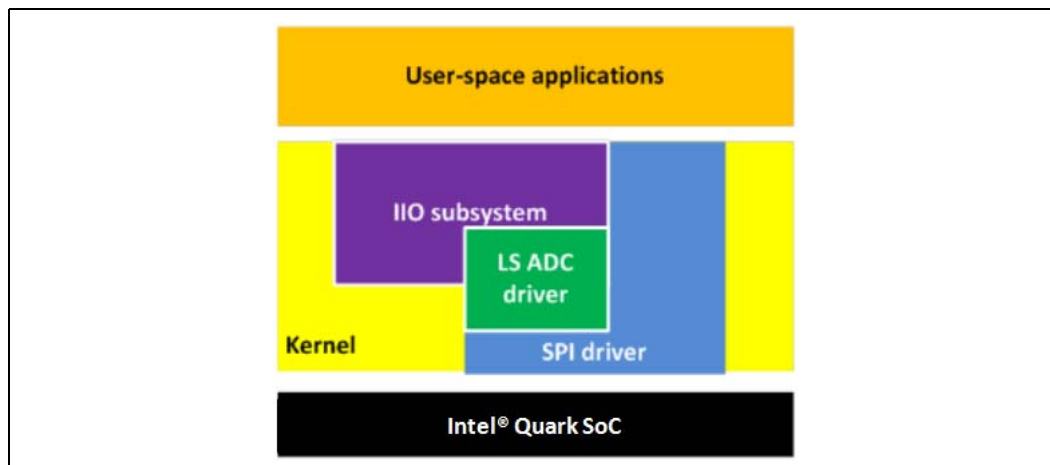 User-space applications
IIO subsystem
LS ADC
driver
Kernel
SPI driver
Intel® Quark SoC